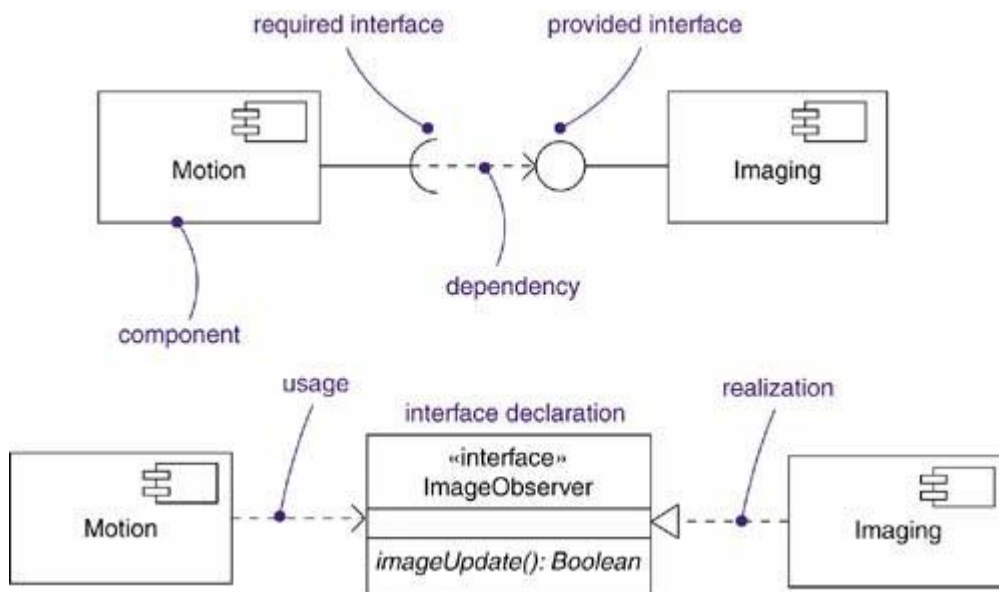 required interface
provided interface
Motion
Imaging
dependency
component
usage
interface declaration
realization
«interface»
ImageObserver
Motion
Imaging
imageUpdate(): Boolean